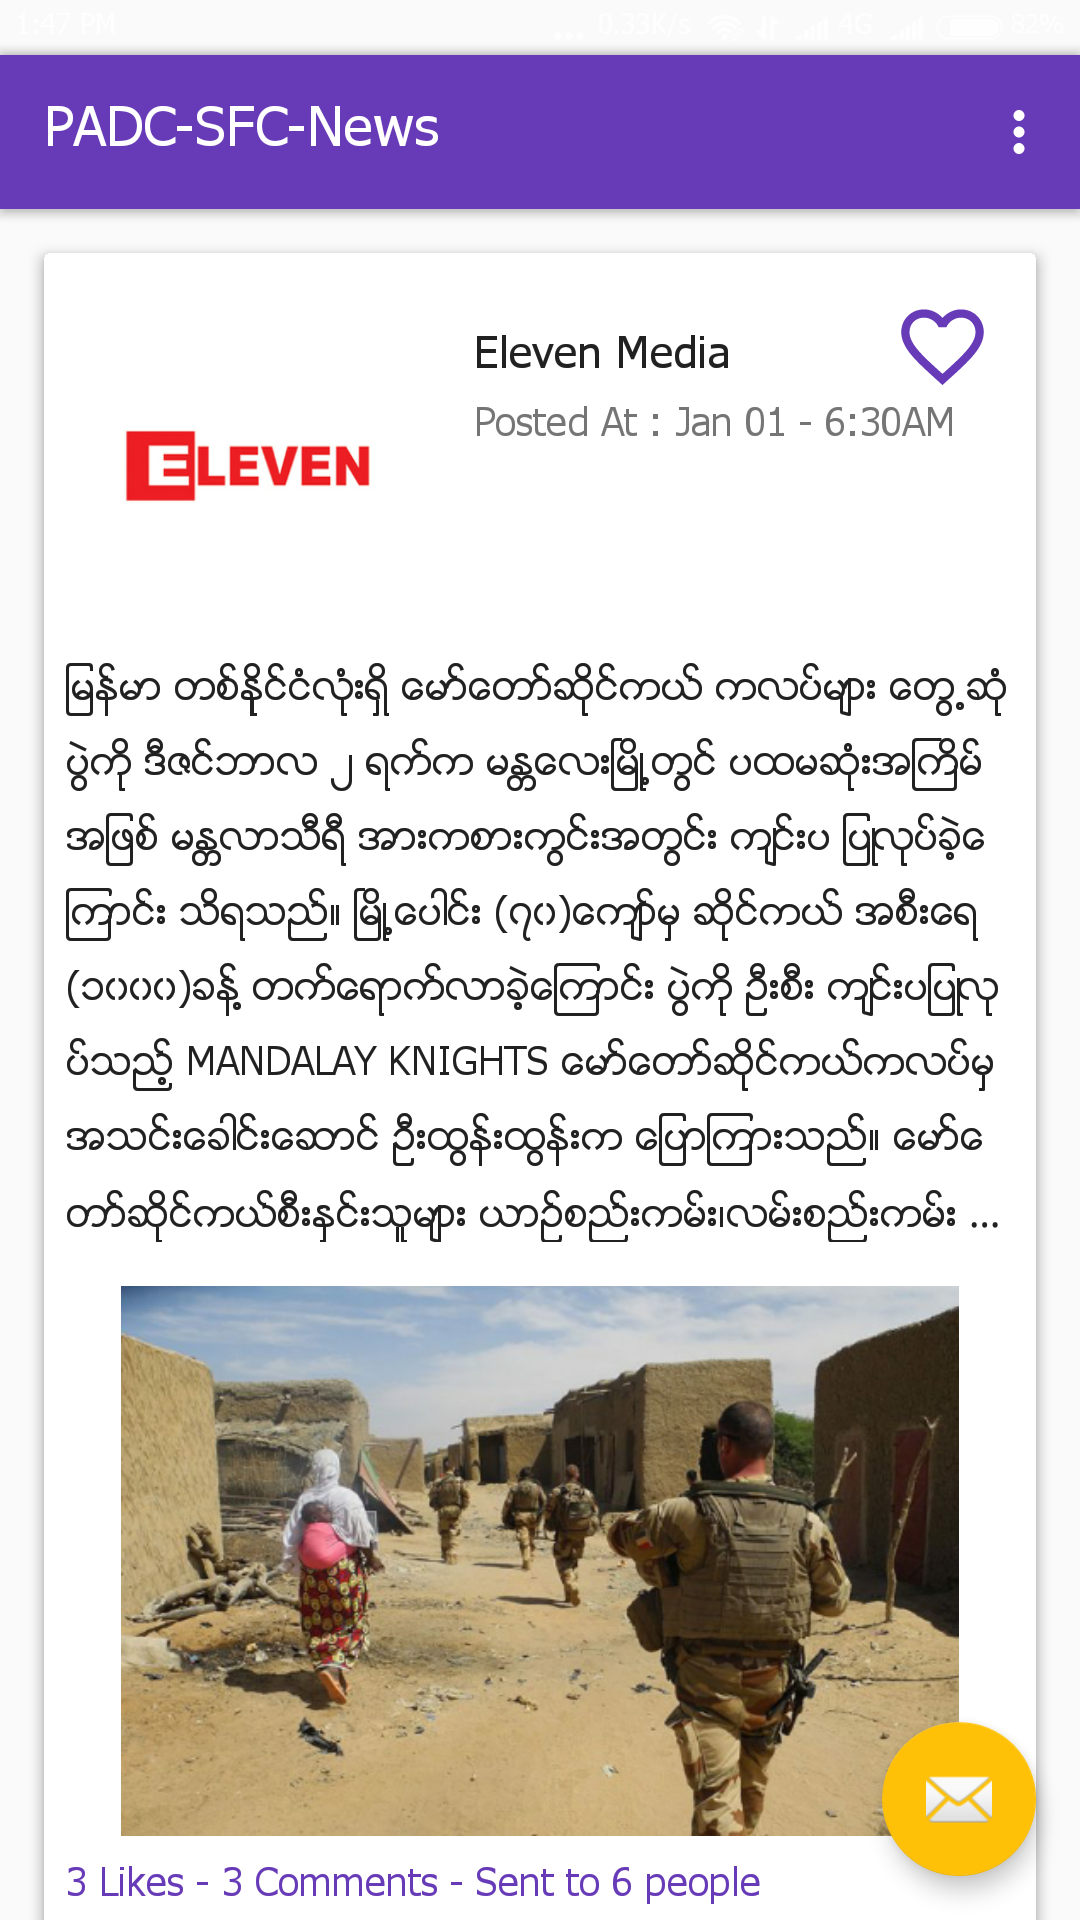 1:47 PM
... 0.33K/s 4G 82%
PADC-SFC-News
Eleven Media
Posted At : Jan 01 - 6:30AM
ELEVEN
မြန်မာ တစ်နိုင်ငံလုံးရှိ မော်တော်ဆိုင်ကယ် ကလပ်များ တွေ့ဆုံ
ပွဲကို ဒီဇင်ဘာလ ၂ ရက်က မန္တလေးမြို့တွင် ပထမဆုံးအကြိမ်
အဖြစ် မန္တလာသီရီ အားကစားကွင်းအတွင်း ကျင်းပ ပြုလုပ်ခဲ့ေ
ကြာင်း သိရသည်။ မြို့ပေါင်း (၇၀)ကျော်မှ ဆိုင်ကယ် အစီးရေ
(၁၀၀၀)ခန့် တက်ရောက်လာခဲ့ကြောင်း ပွဲကို ဦးစီး ကျင်းပပြုလု
ပ်သည့် MANDALAY KNIGHTS မော်တော်ဆိုင်ကယ်ကလပ်မှ
အသင်းခေါင်းဆောင် ဦးထွန်းထွန်းက ပြောကြားသည်။ မော်ေ
တာ်ဆိုင်ကယ်စီးနှင်းသူများ ယာဉ်စည်းကမ်း၊လမ်းစည်းကမ်း ...
3 Likes - 3 Comments - Sent to 6 people